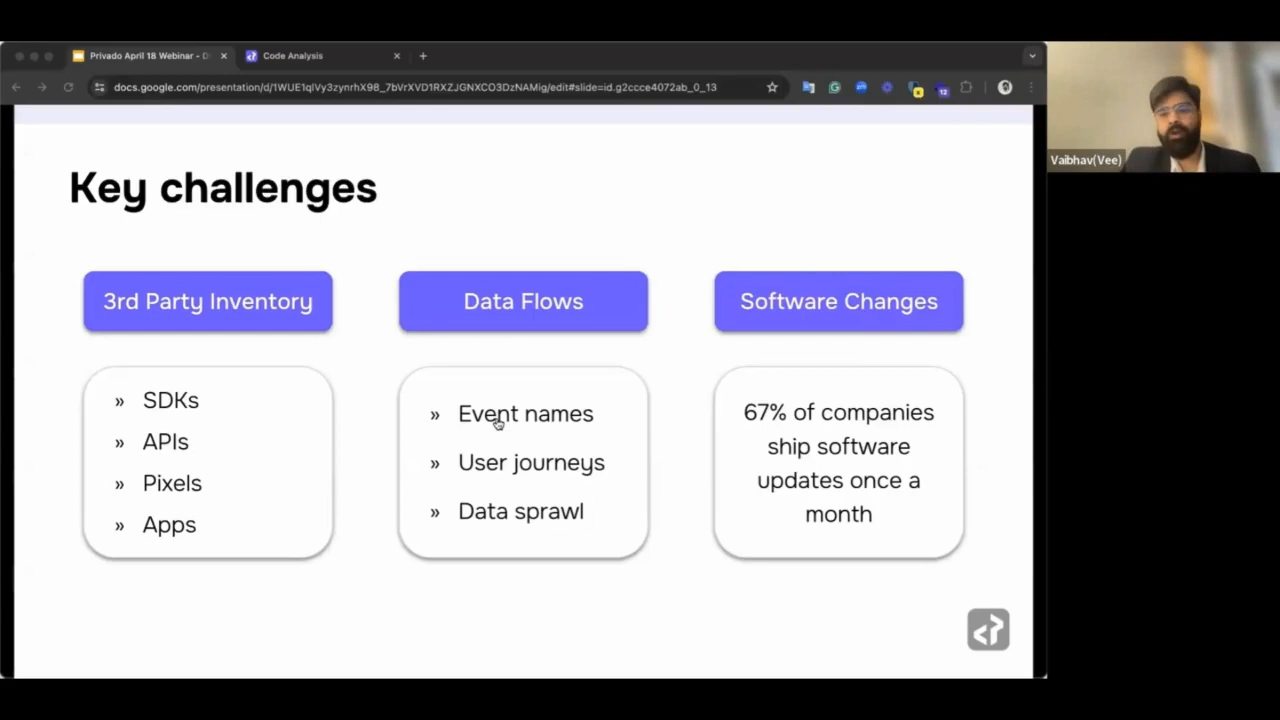 Privado April 18 Webinar - D
Code Analysis
docs.google.com/presentation/d/1WUE1qlVy3zynrhX98_7bVrXVD1RXZJGNXCO3DzNAMig/edit#slide=id.g2ccce4072ab_0_13
12
Vaibhav(Vee)
Key challenges
3rd Party Inventory
Data Flows
Software Changes
» SDKs
» APIs
» Pixels
» Apps
» Event names
» User journeys
» Data sprawl
67% of companies
ship software
updates once a
month